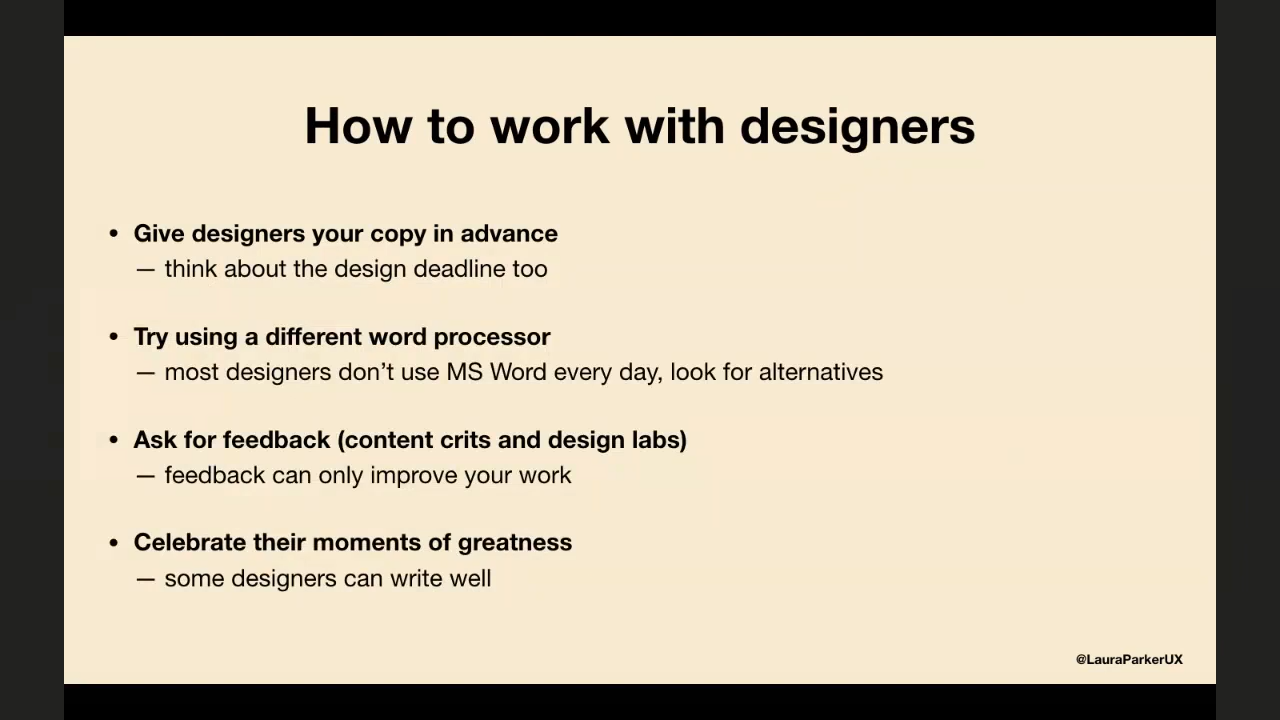 How to work with designers
• Give designers your copy in advance
— think about the design deadline too
• Try using a different word processor
— most designers don’t use MS Word every day, look for alternatives
• Ask for feedback (content crits and design labs)
— feedback can only improve your work
• Celebrate their moments of greatness
— some designers can write well
@LauraParkerUX